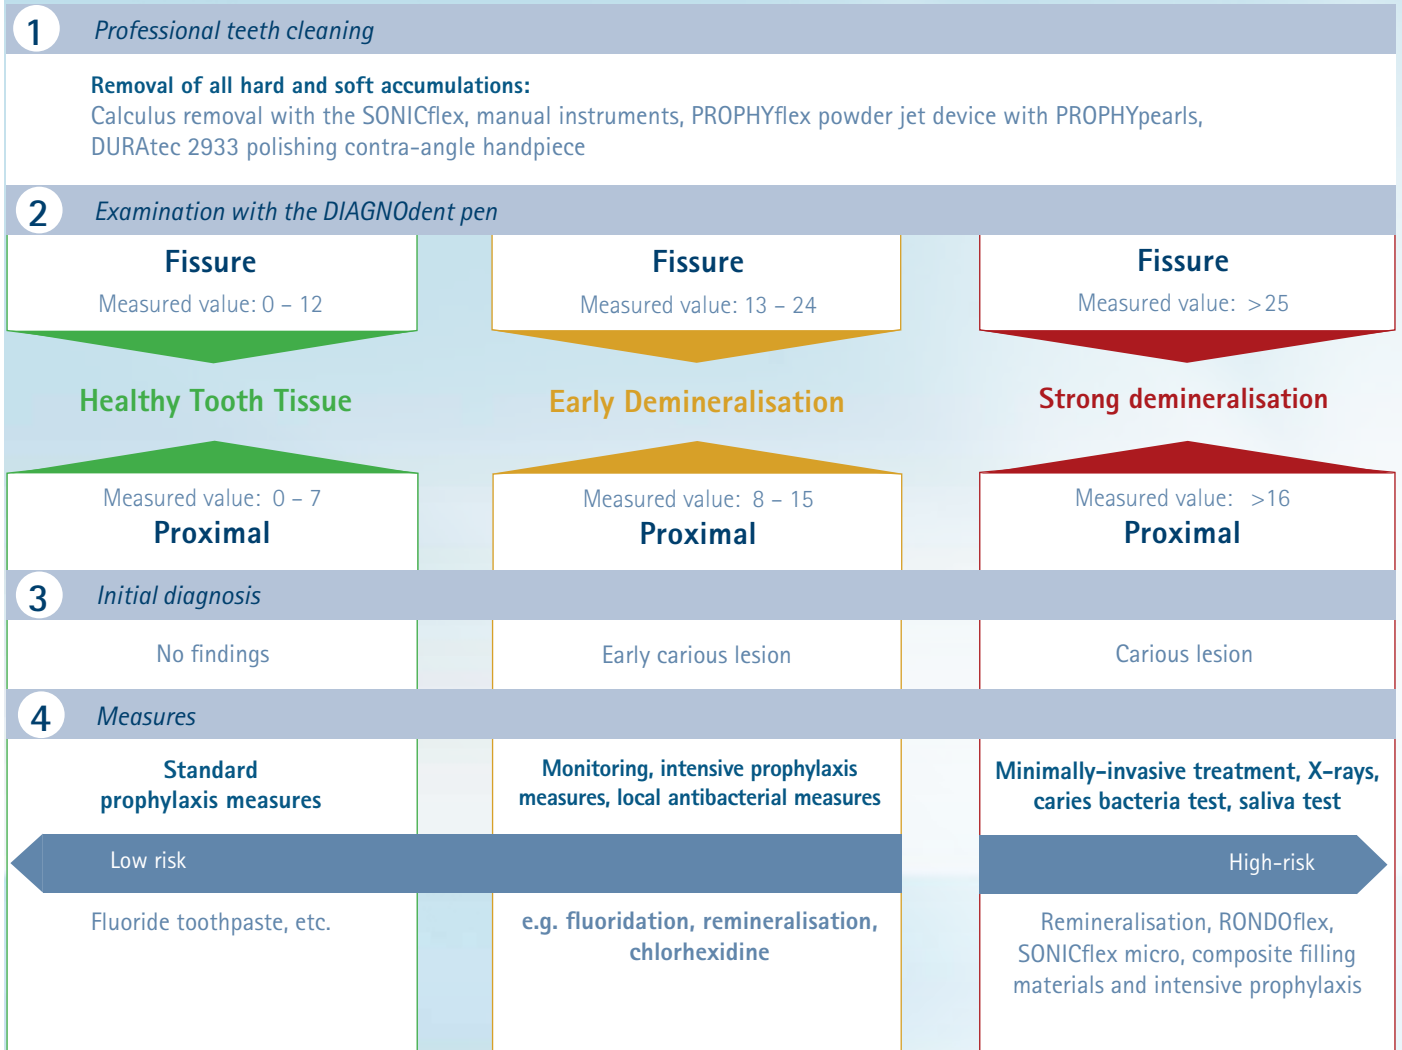 1
Professional teeth cleaning
Removal of all hard and soft accumulations:
Calculus removal with the SONICflex, manual instruments, PROPHYflex powder jet device with PROPHYpearls,
DURAtec 2933 polishing contra-angle handpiece
2
Examination with the DIAGNOdent pen
Fissure
Measured value: 0 – 12
Healthy Tooth Tissue
Measured value: 0 – 7
Proximal
Fissure
Measured value: 13 – 24
Early Demineralisation
Measured value: 8 – 15
Proximal
Fissure
Measured value: >25
Strong demineralisation
Measured value: >16
Proximal
3
Initial diagnosis
No findings
Early carious lesion
Carious lesion
4
Measures
Standard
prophylaxis measures
Monitoring, intensive prophylaxis
measures, local antibacterial measures
Minimally-invasive treatment, X-rays,
caries bacteria test, saliva test
Low risk
High-risk
Fluoride toothpaste, etc.
e.g. fluoridation, remineralisation,
chlorhexidine
Remineralisation, RONDOflex,
SONICflex micro, composite filling
materials and intensive prophylaxis